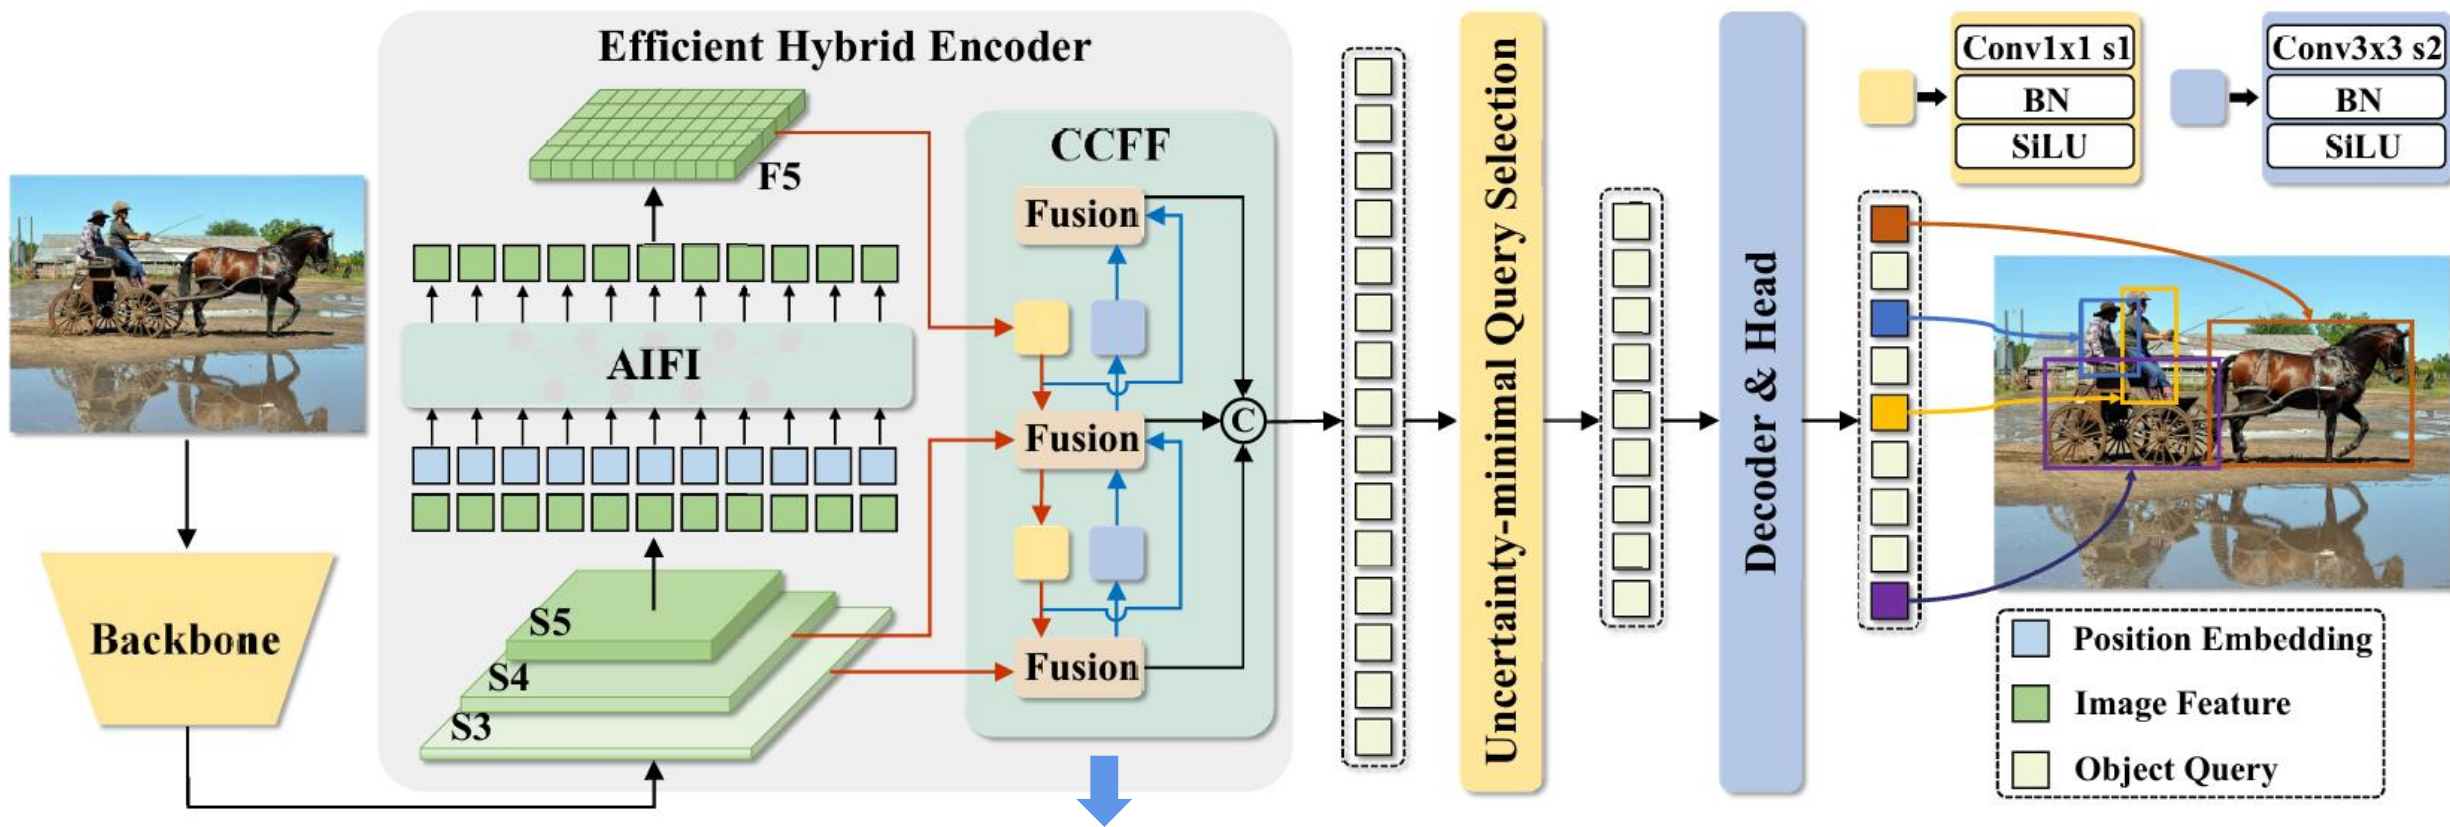 Efficient Hybrid Encoder
F5
AIFI
S5
S4
S3
Backbone
CCFF
Fusion
Fusion
Fusion
C
Uncertainty-minimal Query Selection
Decoder & Head
Conv1x1 s1
BN
SiLU
Conv3x3 s2
BN
SiLU
Position Embedding
Image Feature
Object Query